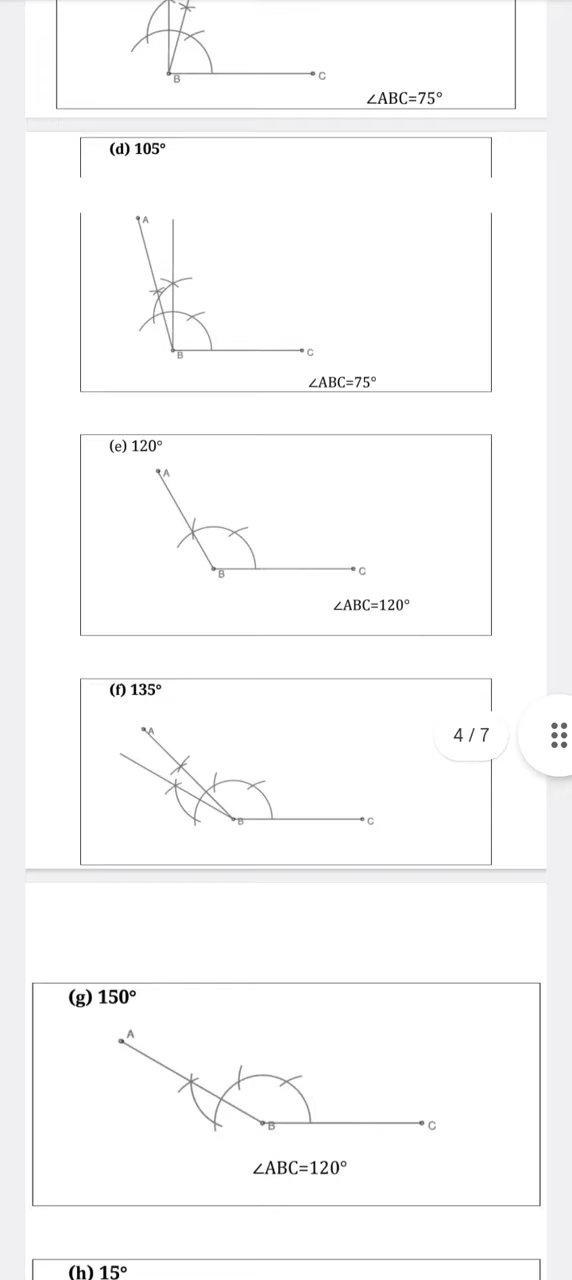 B
C
∠ABC=75°
(d) 105°
A
B
C
∠ABC=75°
(e) 120°
A
B
C
∠ABC=120°
(f) 135°
A
4 / 7
B
C
(g) 150°
A
B
C
∠ABC=120°
(h) 15°